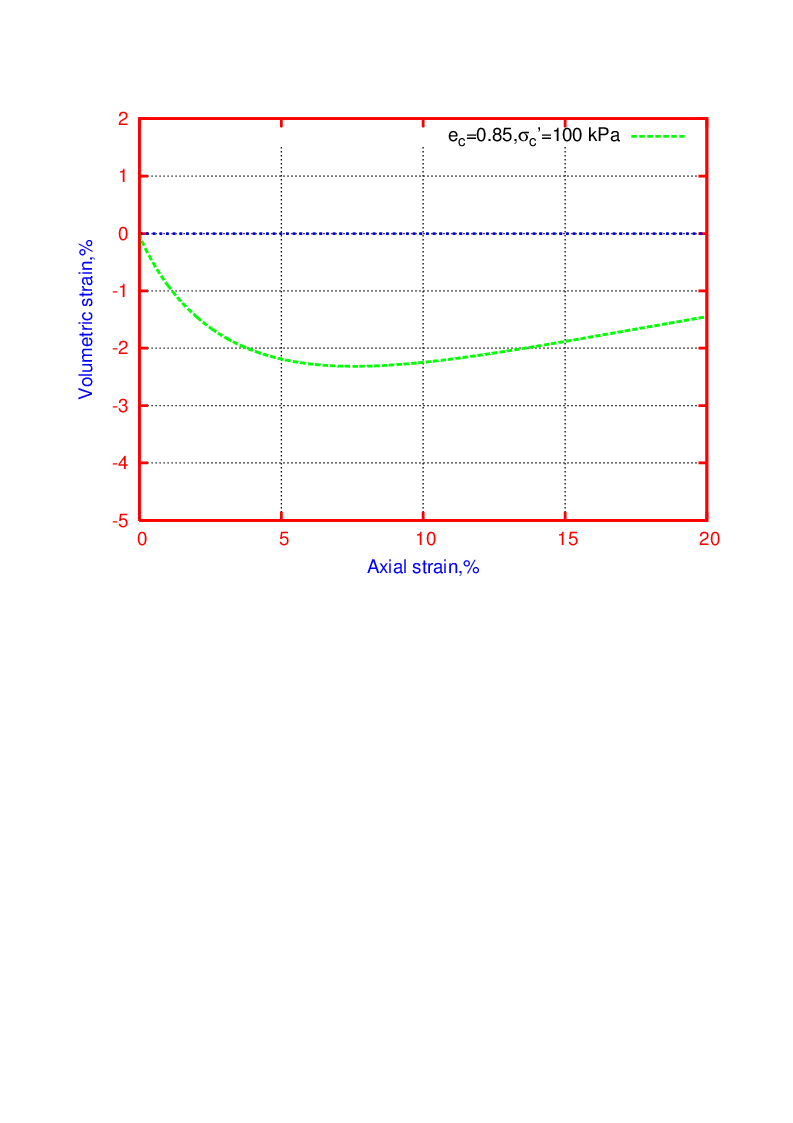 2
e_c=0.85,σ_c'=100 kPa
1
0
-1
-2
-3
-4
-5
Volumetric strain,%
0 5 10 15 20
Axial strain,%